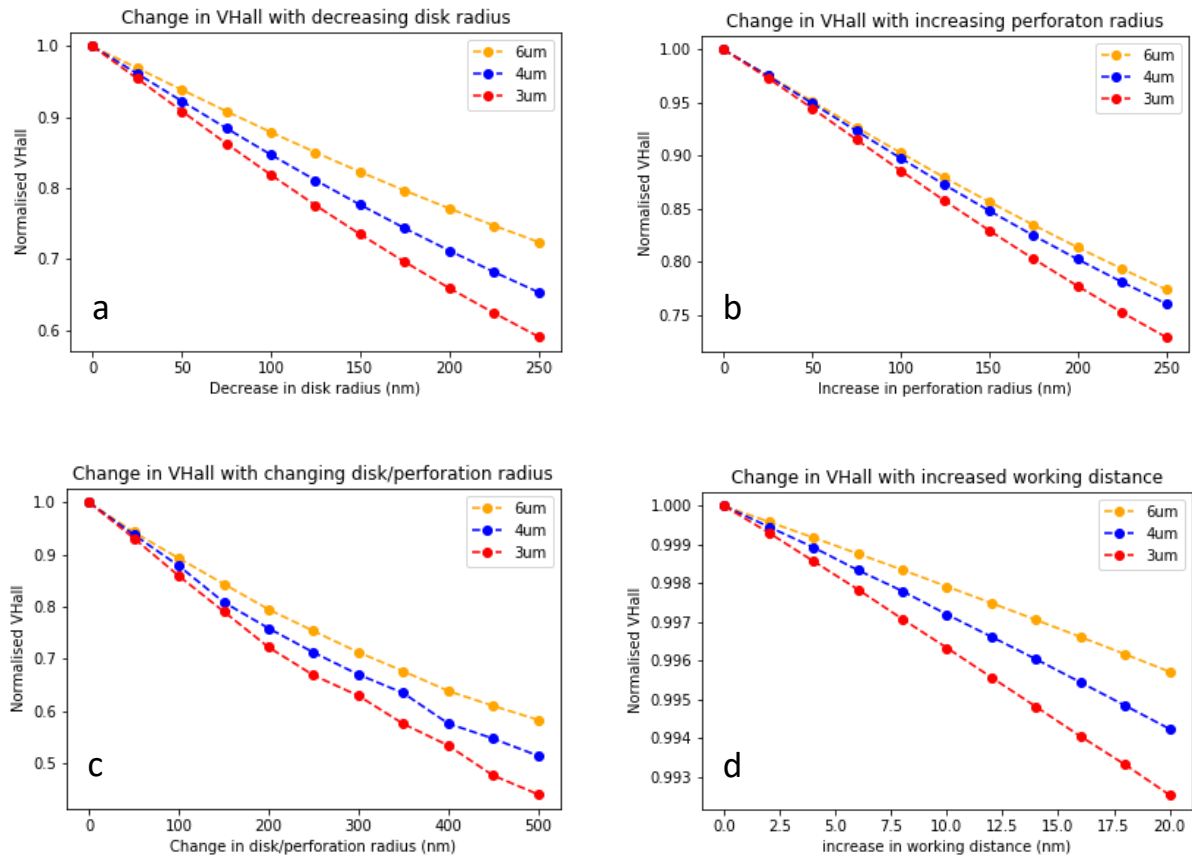 Change in VHall with decreasing disk radius
1.0
0.9
0.8
0.7
0.6
Normalised VHall
6um
4um
3um
a
0 50 100 150 200 250
Decrease in disk radius (nm)
Change in VHall with increasing perforaton radius
1.00
0.95
0.90
0.85
0.80
0.75
Normalised VHall
6um
4um
3um
b
0 50 100 150 200 250
Increase in perforation radius (nm)
Change in VHall with changing disk/perforation radius
1.0
0.9
0.8
0.7
0.6
0.5
Normalised VHall
6um
4um
3um
c
0 100 200 300 400 500
Change in disk/perforation radius (nm)
Change in VHall with increased working distance
1.000
0.999
0.998
0.997
0.996
0.995
0.994
0.993
Normalised VHall
6um
4um
3um
d
0.0 2.5 5.0 7.5 10.0 12.5 15.0 17.5 20.0
increase in working distance (nm)